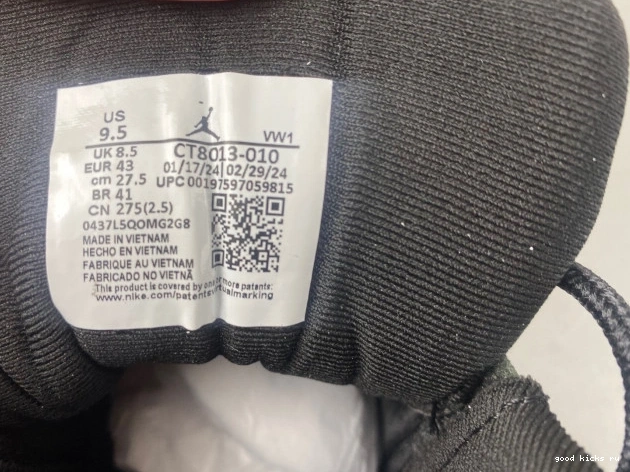 US
9.5
VW1
UK 8.5
CT8013-010
EUR 43
01/17/24 02/29/24
cm 27.5
UPC 00197597059815
BR 41
CN 275(2.5)
0437L5QOMG2G8
MADE IN VIETNAM
HECHO EN VIETNAM
FABRIQUE AU VIETNAM
FABRICADO NO VIETNÃ
This product is covered by one or more patents:
www.nike.com/patentsvirtualmarking
good kicks ru